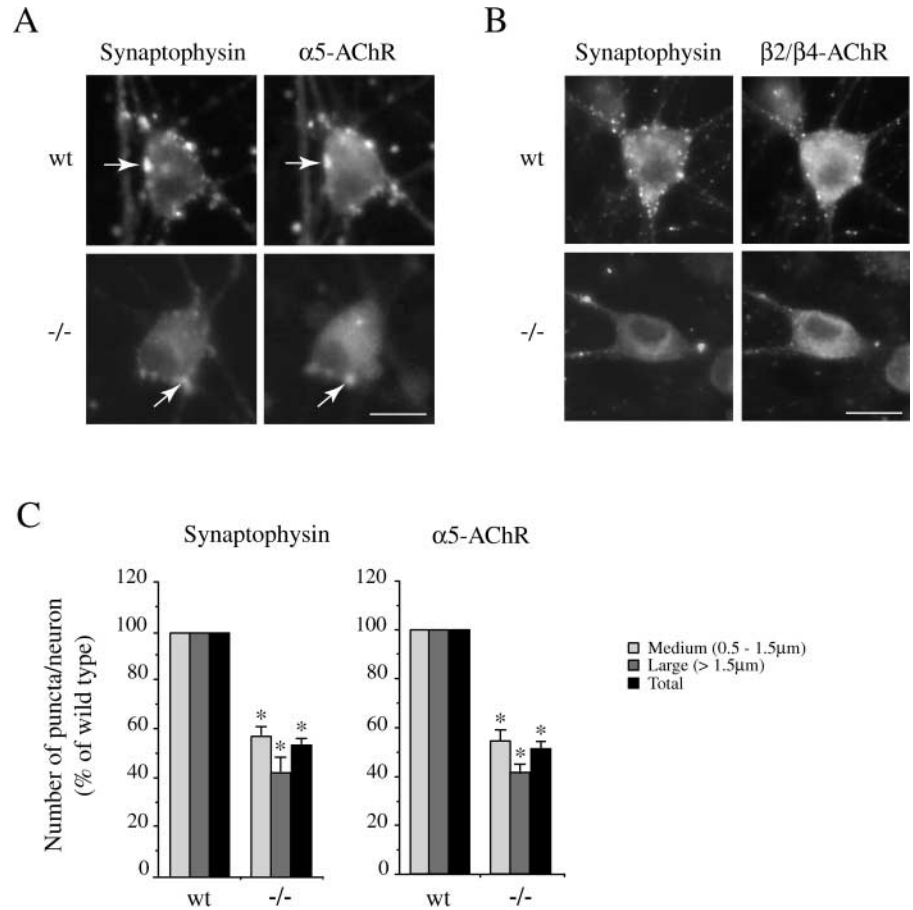 A
Synaptophysin α5-AChR
wt
-/-
B
Synaptophysin β2/β4-AChR
wt
-/-
C
Synaptophysin α5-AChR
Number of puncta/neuron
(% of wild type)
120
100
80
60
40
20
0
* * *
wt -/-
120
100
80
60
40
20
0
* * *
wt -/-
Medium (0.5 - 1.5μm)
Large (> 1.5μm)
Total